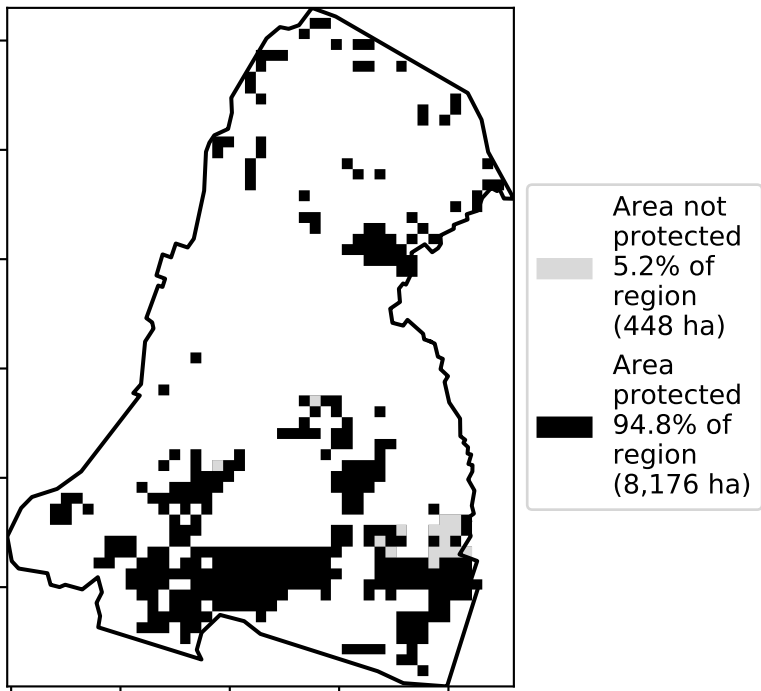 Area not
protected
5.2% of
region
(448 ha)
Area
protected
94.8% of
region
(8,176 ha)